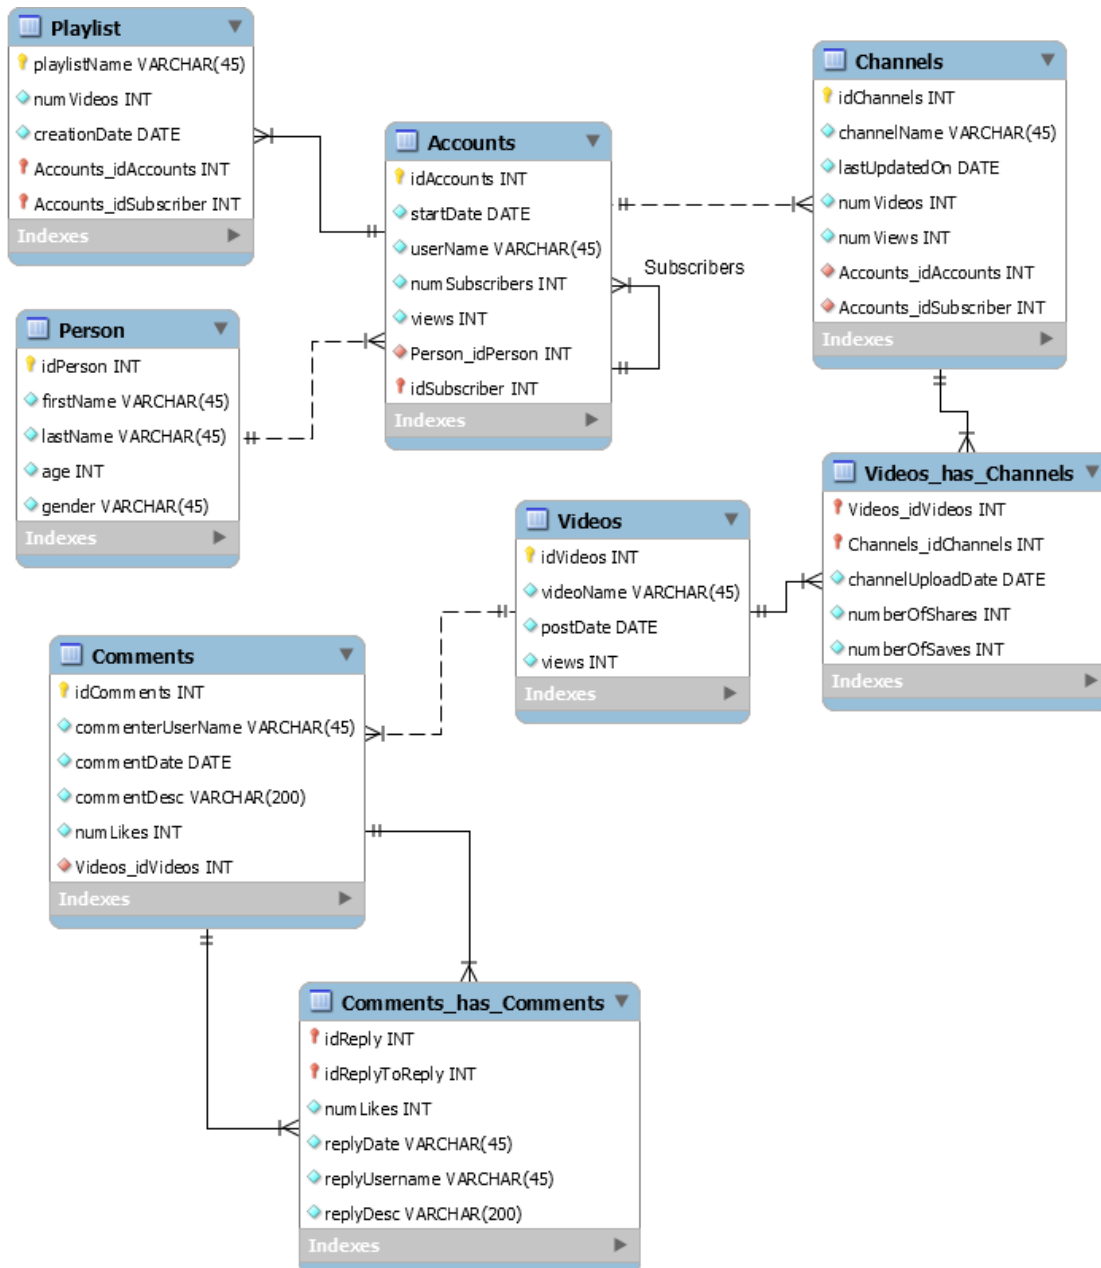 Playlist
playlistName VARCHAR(45)
numVideos INT
creationDate DATE
Accounts_idAccounts INT
Accounts_idSubscriber INT
Indexes
Accounts
idAccounts INT
startDate DATE
userName VARCHAR(45)
numSubscribers INT
views INT
Person_idPerson INT
idSubscriber INT
Indexes
Subscribers
Channels
idChannels INT
channelName VARCHAR(45)
lastUpdatedOn DATE
numVideos INT
numViews INT
Accounts_idAccounts INT
Accounts_idSubscriber INT
Indexes
Person
idPerson INT
firstName VARCHAR(45)
lastName VARCHAR(45)
age INT
gender VARCHAR(45)
Indexes
Videos
idVideos INT
videoName VARCHAR(45)
postDate DATE
views INT
Indexes
Videos_has_Channels
Videos_idVideos INT
Channels_idChannels INT
channelUploadDate DATE
numberOfShares INT
numberOfSaves INT
Indexes
Comments
idComments INT
commenterUserName VARCHAR(45)
commentDate DATE
commentDesc VARCHAR(200)
numLikes INT
Videos_idVideos INT
Indexes
Comments_has_Comments
idReply INT
idReplyToReply INT
numLikes INT
replyDate VARCHAR(45)
replyUsername VARCHAR(45)
replyDesc VARCHAR(200)
Indexes